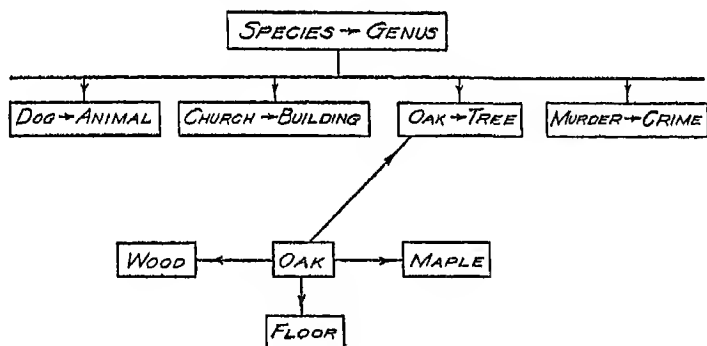 SPECIES → GENUS
DOG → ANIMAL CHURCH → BUILDING OAK → TREE MURDER → CRIME
WOOD OAK MAPLE
FLOOR